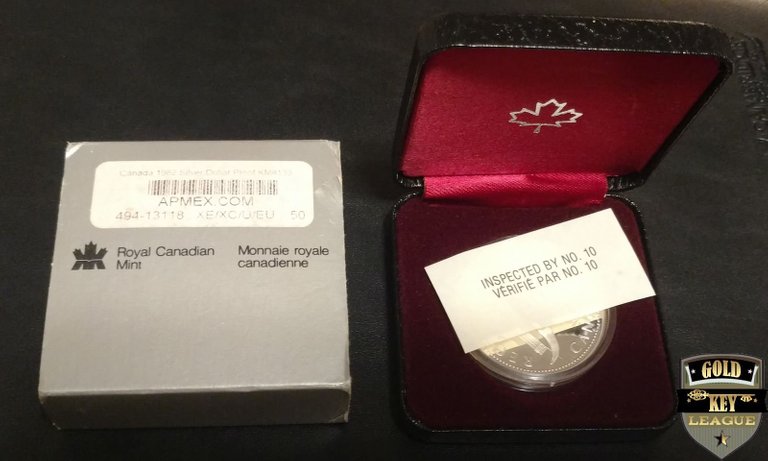 Canada 1982 Silver Dollar Proof
APMEX.COM
494-13118 XE/XC/U/EU 50
Royal Canadian
Mint
Monnaie royale
canadienne
INSPECTED BY NO. 10
VÉRIFIÉ PAR NO. 10
CANA
GOLD
KEY
LEAGUE